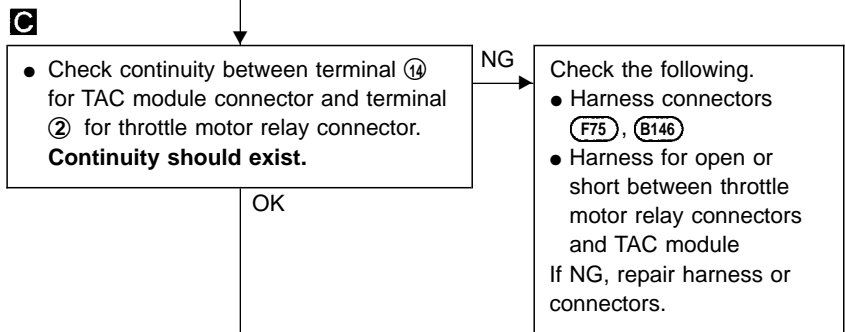 C
● Check continuity between terminal ⑭
for TAC module connector and terminal
② for throttle motor relay connector.
Continuity should exist.
NG
OK
Check the following.
● Harness connectors
F75, B146
● Harness for open or
short between throttle
motor relay connectors
and TAC module
If NG, repair harness or
connectors.